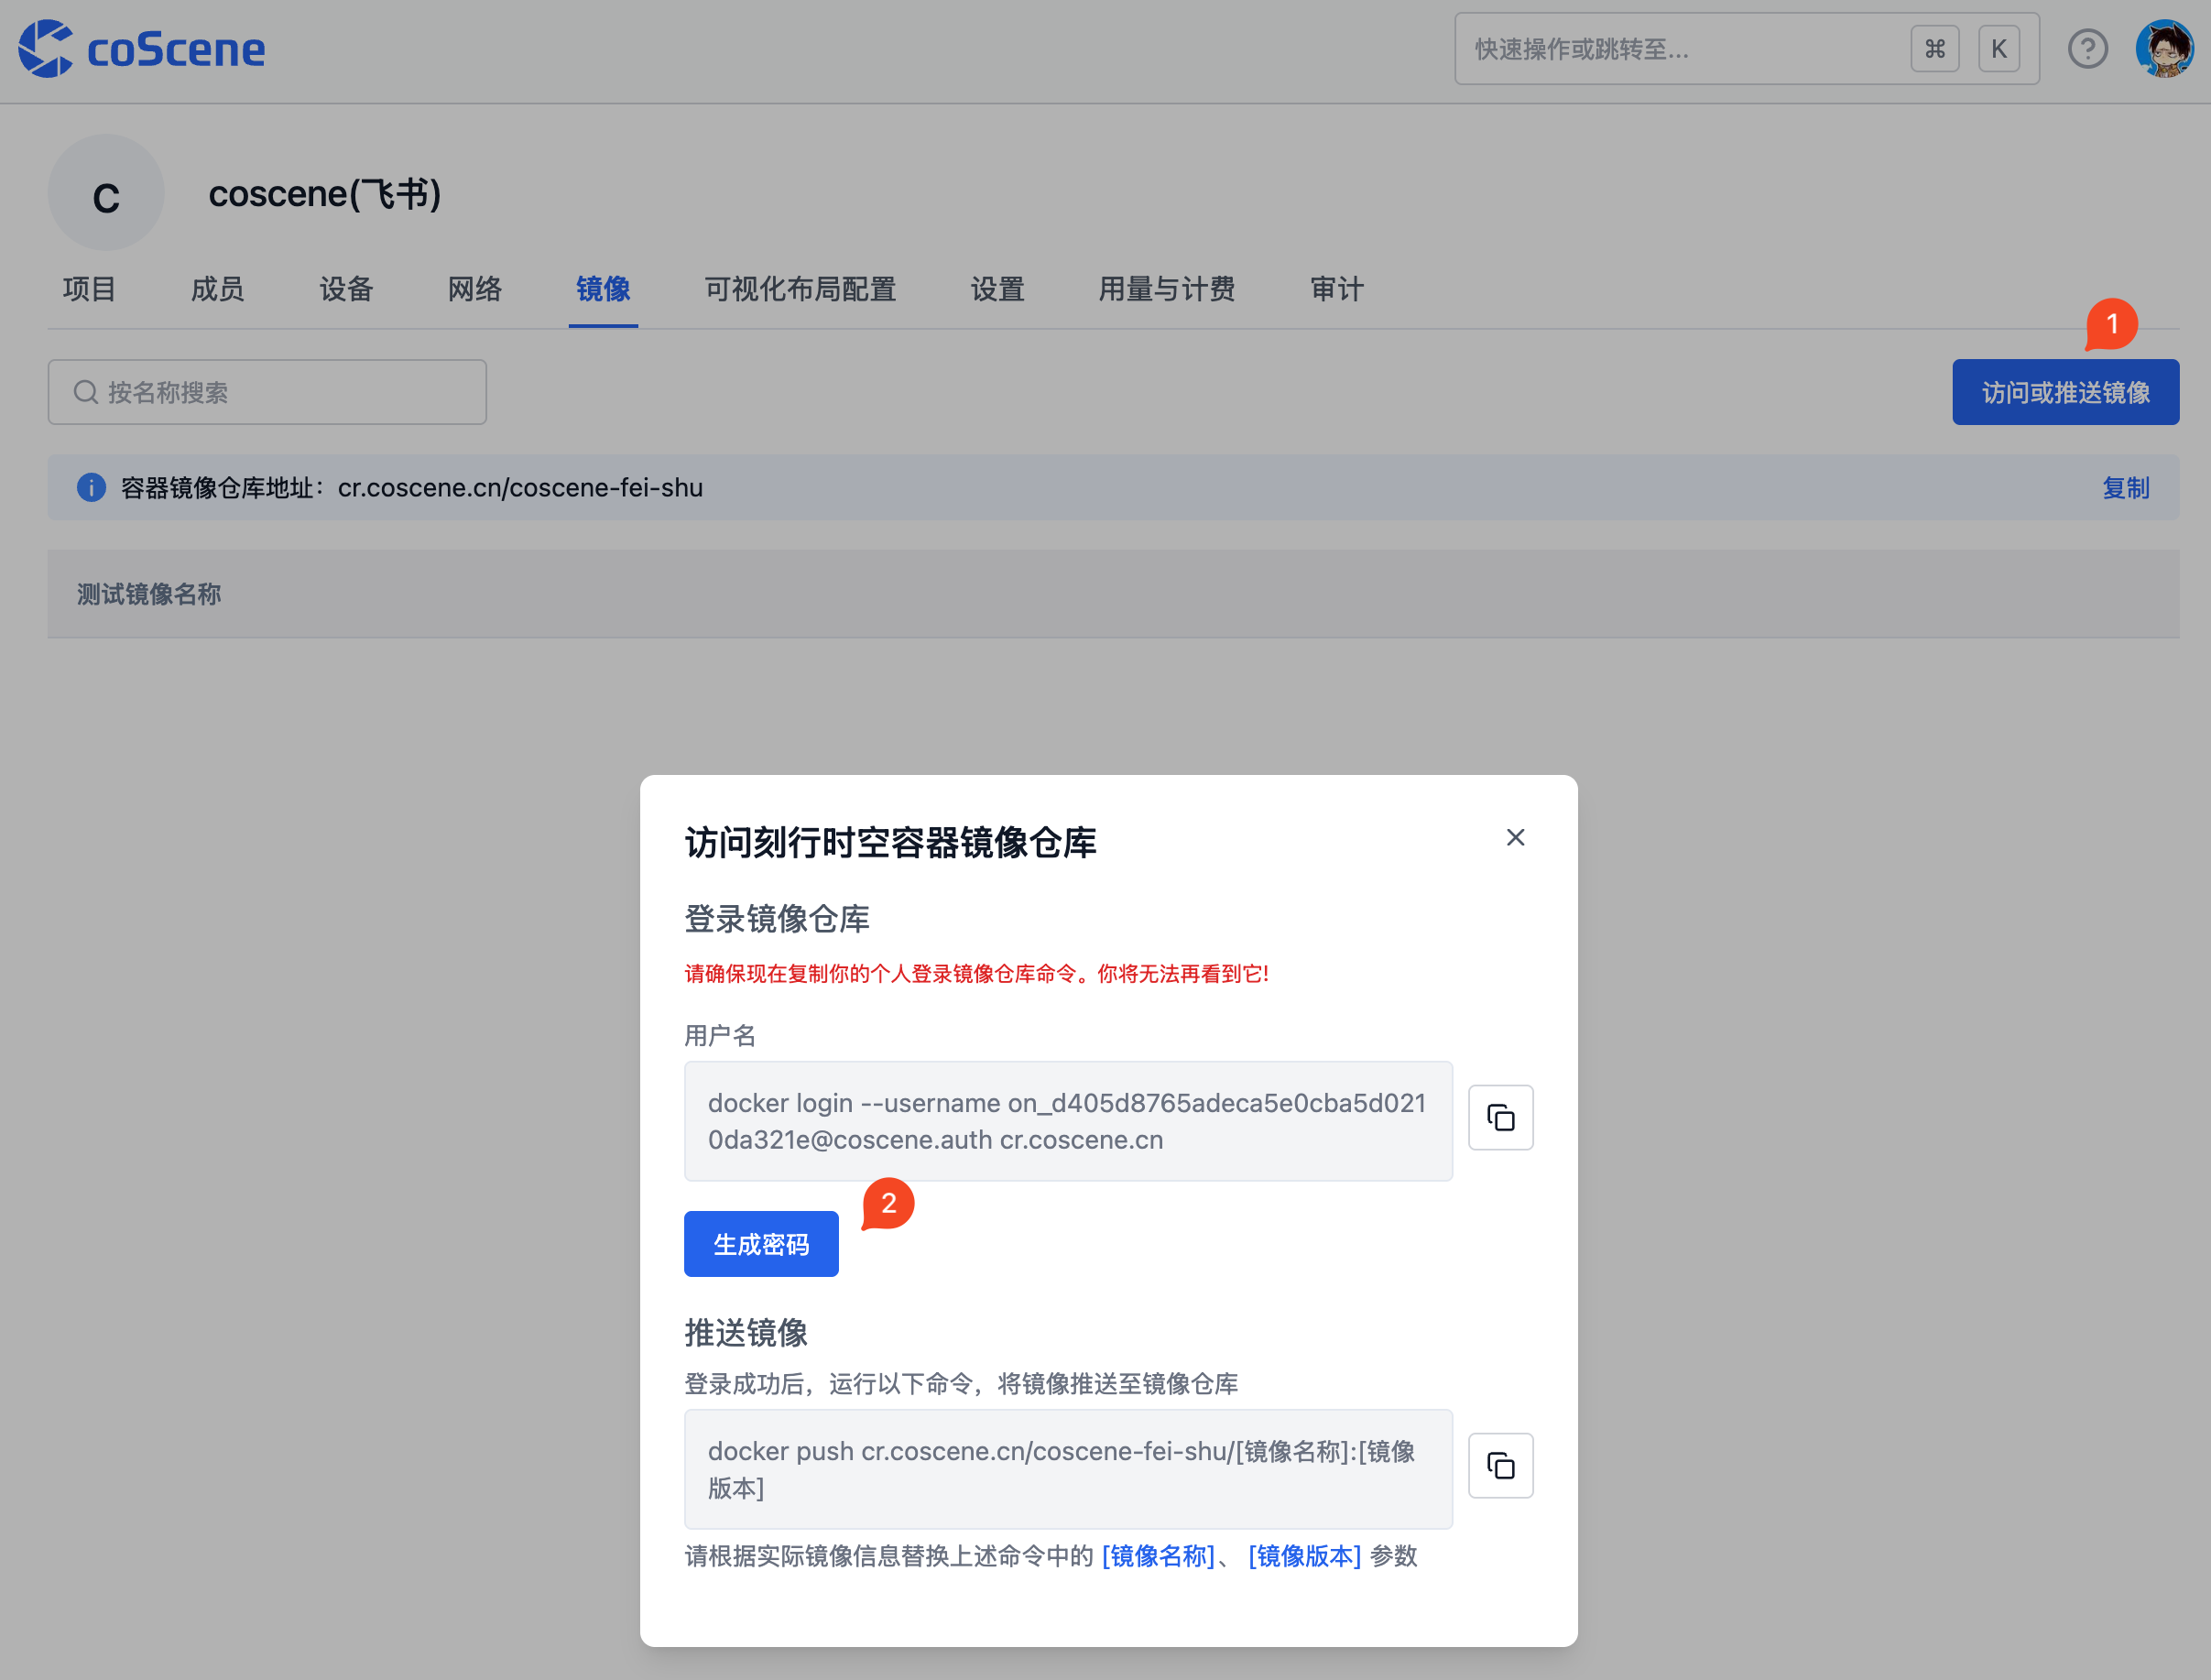 coScene
快速操作或跳转至...
⌘ K
C
coscene(飞书)
项目 成员 设备 网络 镜像 可视化布局配置 设置 用量与计费 审计
1
按名称搜索
访问或推送镜像
容器镜像仓库地址：cr.coscene.cn/coscene-fei-shu
复制
测试镜像名称
访问刻行时空容器镜像仓库
登录镜像仓库
请确保现在复制你的个人登录镜像仓库命令。你将无法再看到它!
用户名
docker login --username on_d405d8765adeca5e0cba5d021
0da321e@coscene.auth cr.coscene.cn
2
生成密码
推送镜像
登录成功后，运行以下命令，将镜像推送至镜像仓库
docker push cr.coscene.cn/coscene-fei-shu/[镜像名称]:[镜像
版本]
请根据实际镜像信息替换上述命令中的 [镜像名称]、 [镜像版本] 参数